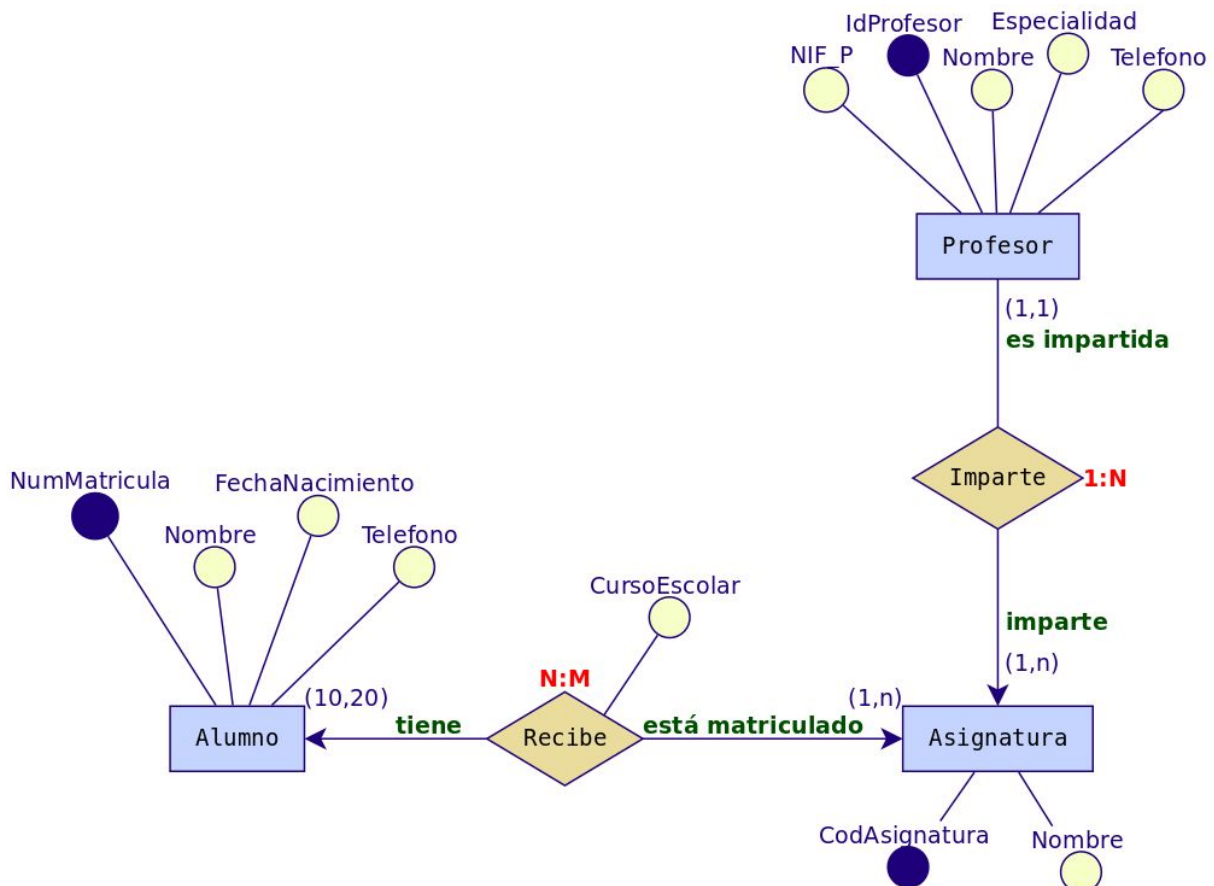 IdProfesor
Especialidad
NIF_P
Nombre
Telefono
Profesor
(1,1)
es impartida
Imparte
1:N
imparte
(1,n)
NumMatricula
FechaNacimiento
Nombre
Telefono
CursoEscolar
N:M
(10,20)
(1,n)
tiene
está matriculado
Alumno
Recibe
Asignatura
CodAsignatura
Nombre